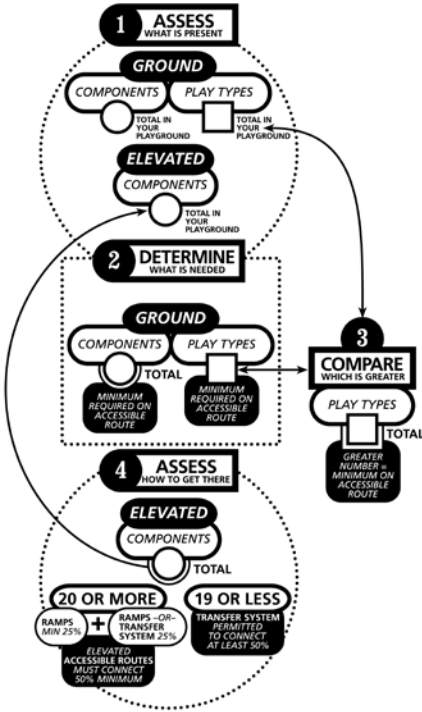 1 ASSESS
WHAT IS PRESENT
GROUND
COMPONENTS
PLAY TYPES
TOTAL IN
YOUR
PLAYGROUND
TOTAL IN
YOUR
PLAYGROUND
ELEVATED
COMPONENTS
TOTAL IN
YOUR
PLAYGROUND
2 DETERMINE
WHAT IS NEEDED
GROUND
COMPONENTS
PLAY TYPES
TOTAL
MINIMUM
REQUIRED ON
ACCESSIBLE
ROUTE
MINIMUM
REQUIRED ON
ACCESSIBLE
ROUTE
3
COMPARE
WHICH IS GREATER
PLAY TYPES
TOTAL
GREATER
NUMBER =
MINIMUM ON
ACCESSIBLE
ROUTE
4 ASSESS
HOW TO GET THERE
ELEVATED
COMPONENTS
TOTAL
20 OR MORE
RAMPS
MIN 25%
+
RAMPS –OR–
TRANSFER
SYSTEM 25%
ELEVATED
ACCESSIBLE ROUTES
MUST CONNECT
50% MINIMUM
19 OR LESS
TRANSFER SYSTEM
PERMITTED
TO CONNECT
AT LEAST 50%